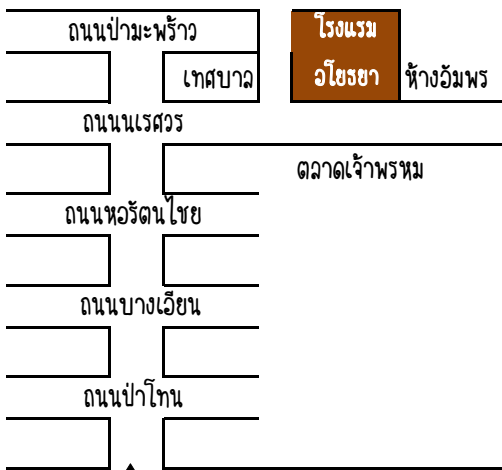 ถนนป่ามะพร้าว
โรงแรม
เทศบาล
อโยธยา
ห้างอัมพร
ถนนนเรศวร
ตลาดเจ้าพรหม
ถนนหอรัตนไชย
ถนนบางเอียน
ถนนป่าโทน